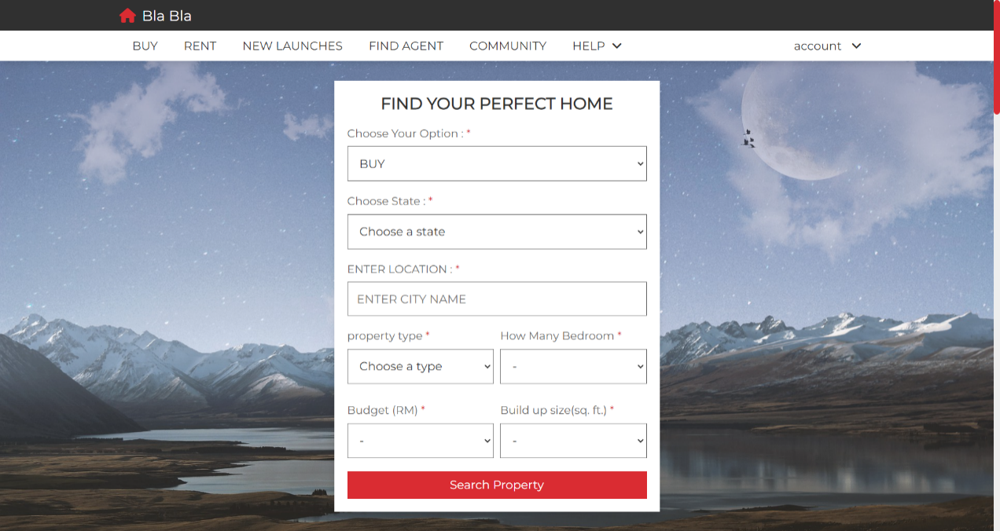 Bla Bla
BUY RENT NEW LAUNCHES FIND AGENT COMMUNITY HELP account
FIND YOUR PERFECT HOME
Choose Your Option : *
BUY
Choose State : *
Choose a state
ENTER LOCATION : *
ENTER CITY NAME
property type * How Many Bedroom *
Choose a type -
Budget (RM) * Build up size(sq. ft.) *
- -
Search Property